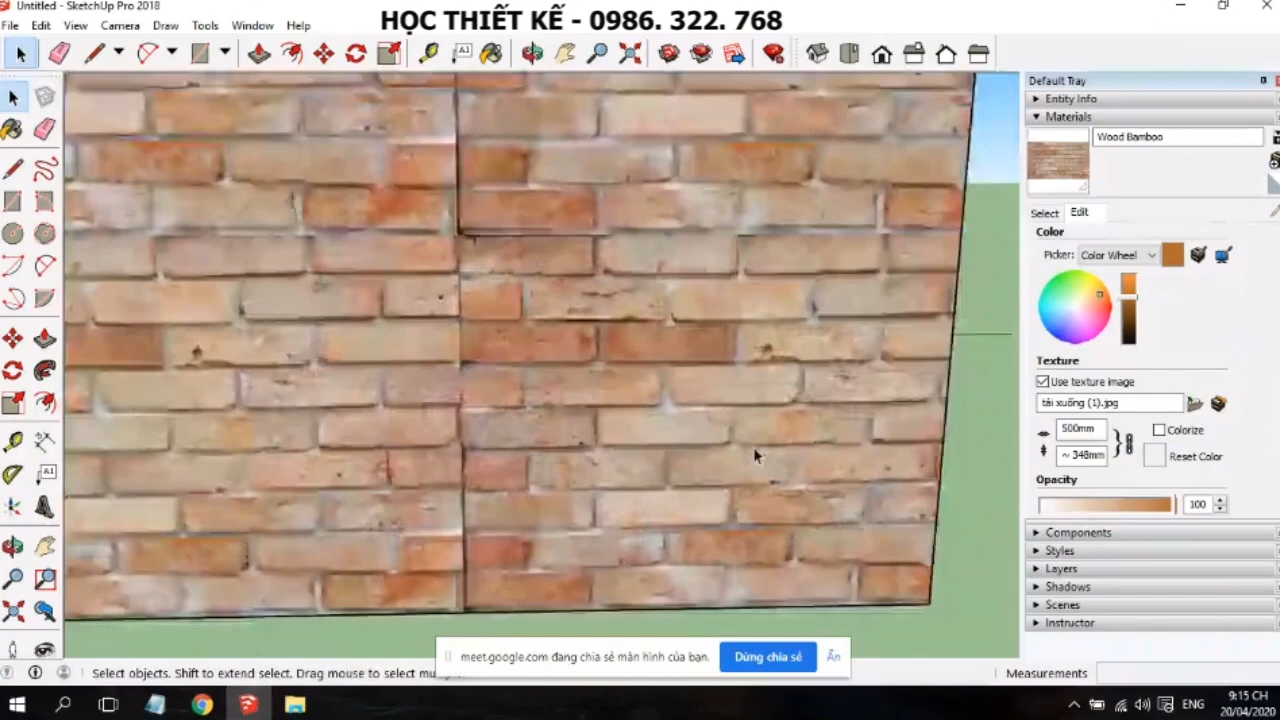 Untitled - SketchUp Pro 2018
HỌC THIẾT KẾ - 0986. 322. 768
File Edit View Camera Draw Tools Window Help
A1
Default Tray
Entity Info
Materials
Wood Bamboo
Select Edit
Color
Picker: Color Wheel
Texture
Use texture image
tải xuống (1).jpg
500mm
Colorize
~ 348mm
Reset Color
Opacity
100
A1
Components
Styles
Layers
Shadows
Scenes
Instructor
meet.google.com đang chia sẻ màn hình của bạn.
Dừng chia sẻ
Ẩn
Select objects. Shift to extend select. Drag mouse to select
Measurements
ENG
9:15 CH
20/04/2020